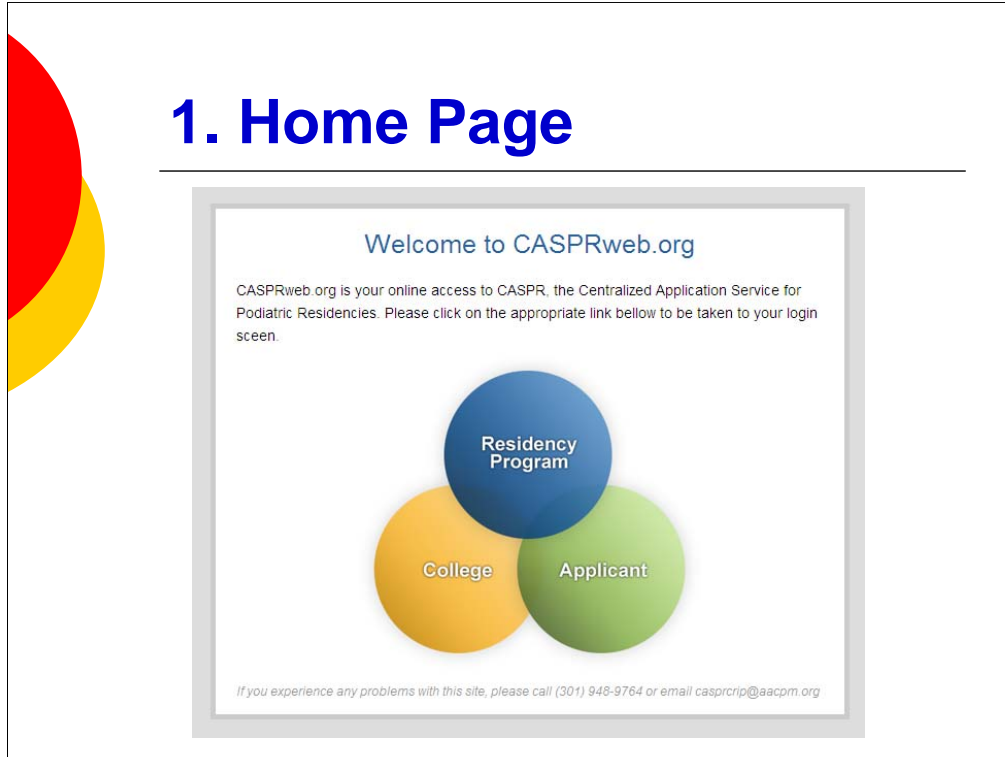 1. Home Page
Welcome to CASPRweb.org
CASPRweb.org is your online access to CASPR, the Centralized Application Service for
Podiatric Residencies. Please click on the appropriate link bellow to be taken to your login
sceen.
Residency
Program
College
Applicant
If you experience any problems with this site, please call (301) 948-9764 or email casprcrip@aacpm.org